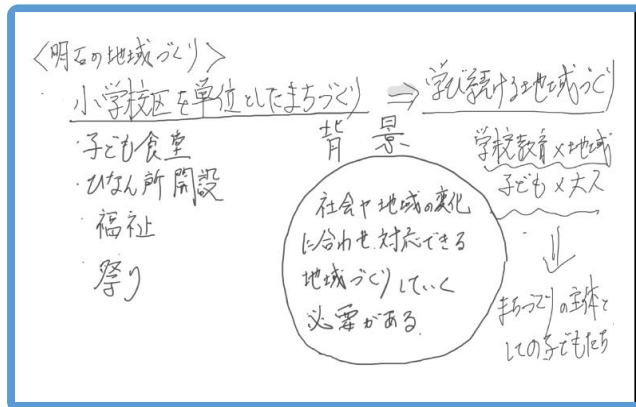 〈明石の地域づくり〉
小学校区を単位としたまちづくり ⇒ 学び続ける地域づくり
・子ども食堂
・ひなん所開設
・福祉
・祭り
背景
社会や地域の変化
に合わせ、対応できる
地域づくりしていく
必要がある。
学校教育×地域
子ども×大人
⇓
まちづくりの主体と
しての子どもたち